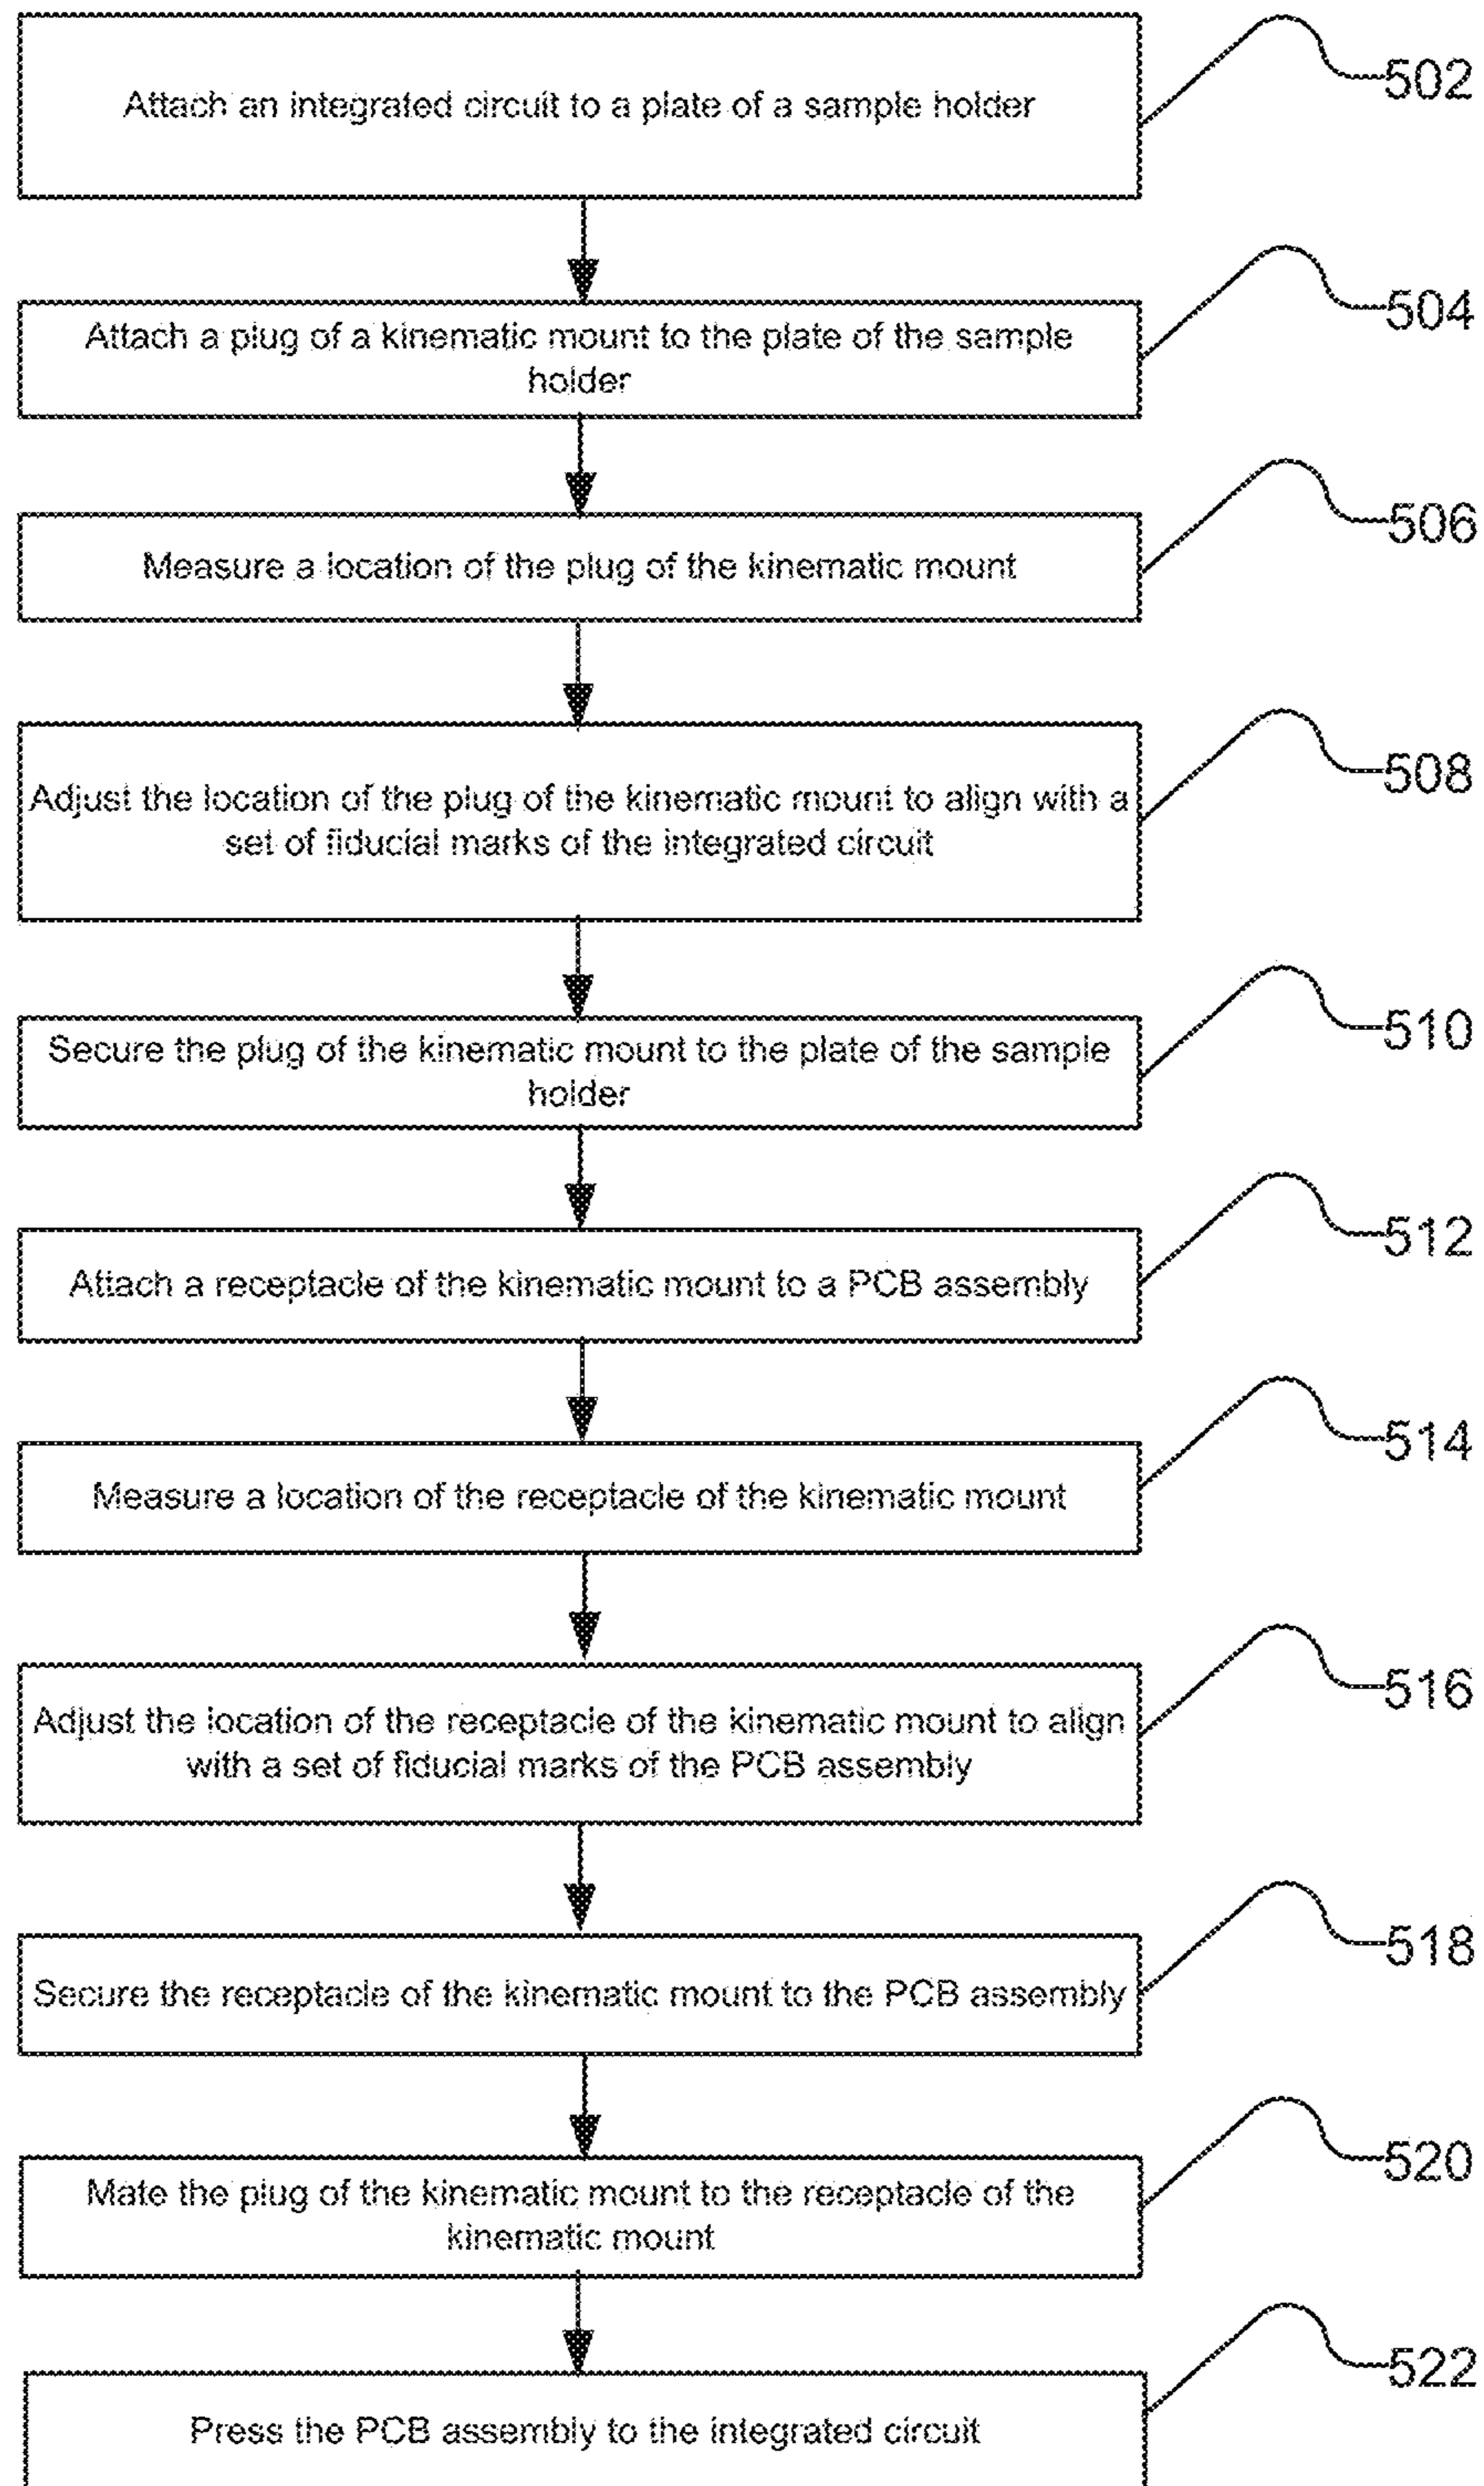 Attach an integrated circuit to a plate of a sample holder
502
Attach a plug of a kinematic mount to the plate of the sample
holder
504
Measure a location of the plug of the kinematic mount
506
Adjust the location of the plug of the kinematic mount to align with a
set of fiducial marks of the integrated circuit
508
Secure the plug of the kinematic mount to the plate of the sample
holder
510
Attach a receptacle of the kinematic mount to a PCB assembly
512
Measure a location of the receptacle of the kinematic mount
514
Adjust the location of the receptacle of the kinematic mount to align
with a set of fiducial marks of the PCB assembly
516
Secure the receptacle of the kinematic mount to the PCB assembly
518
Mate the plug of the kinematic mount to the receptacle of the
kinematic mount
520
Press the PCB assembly to the integrated circuit
522